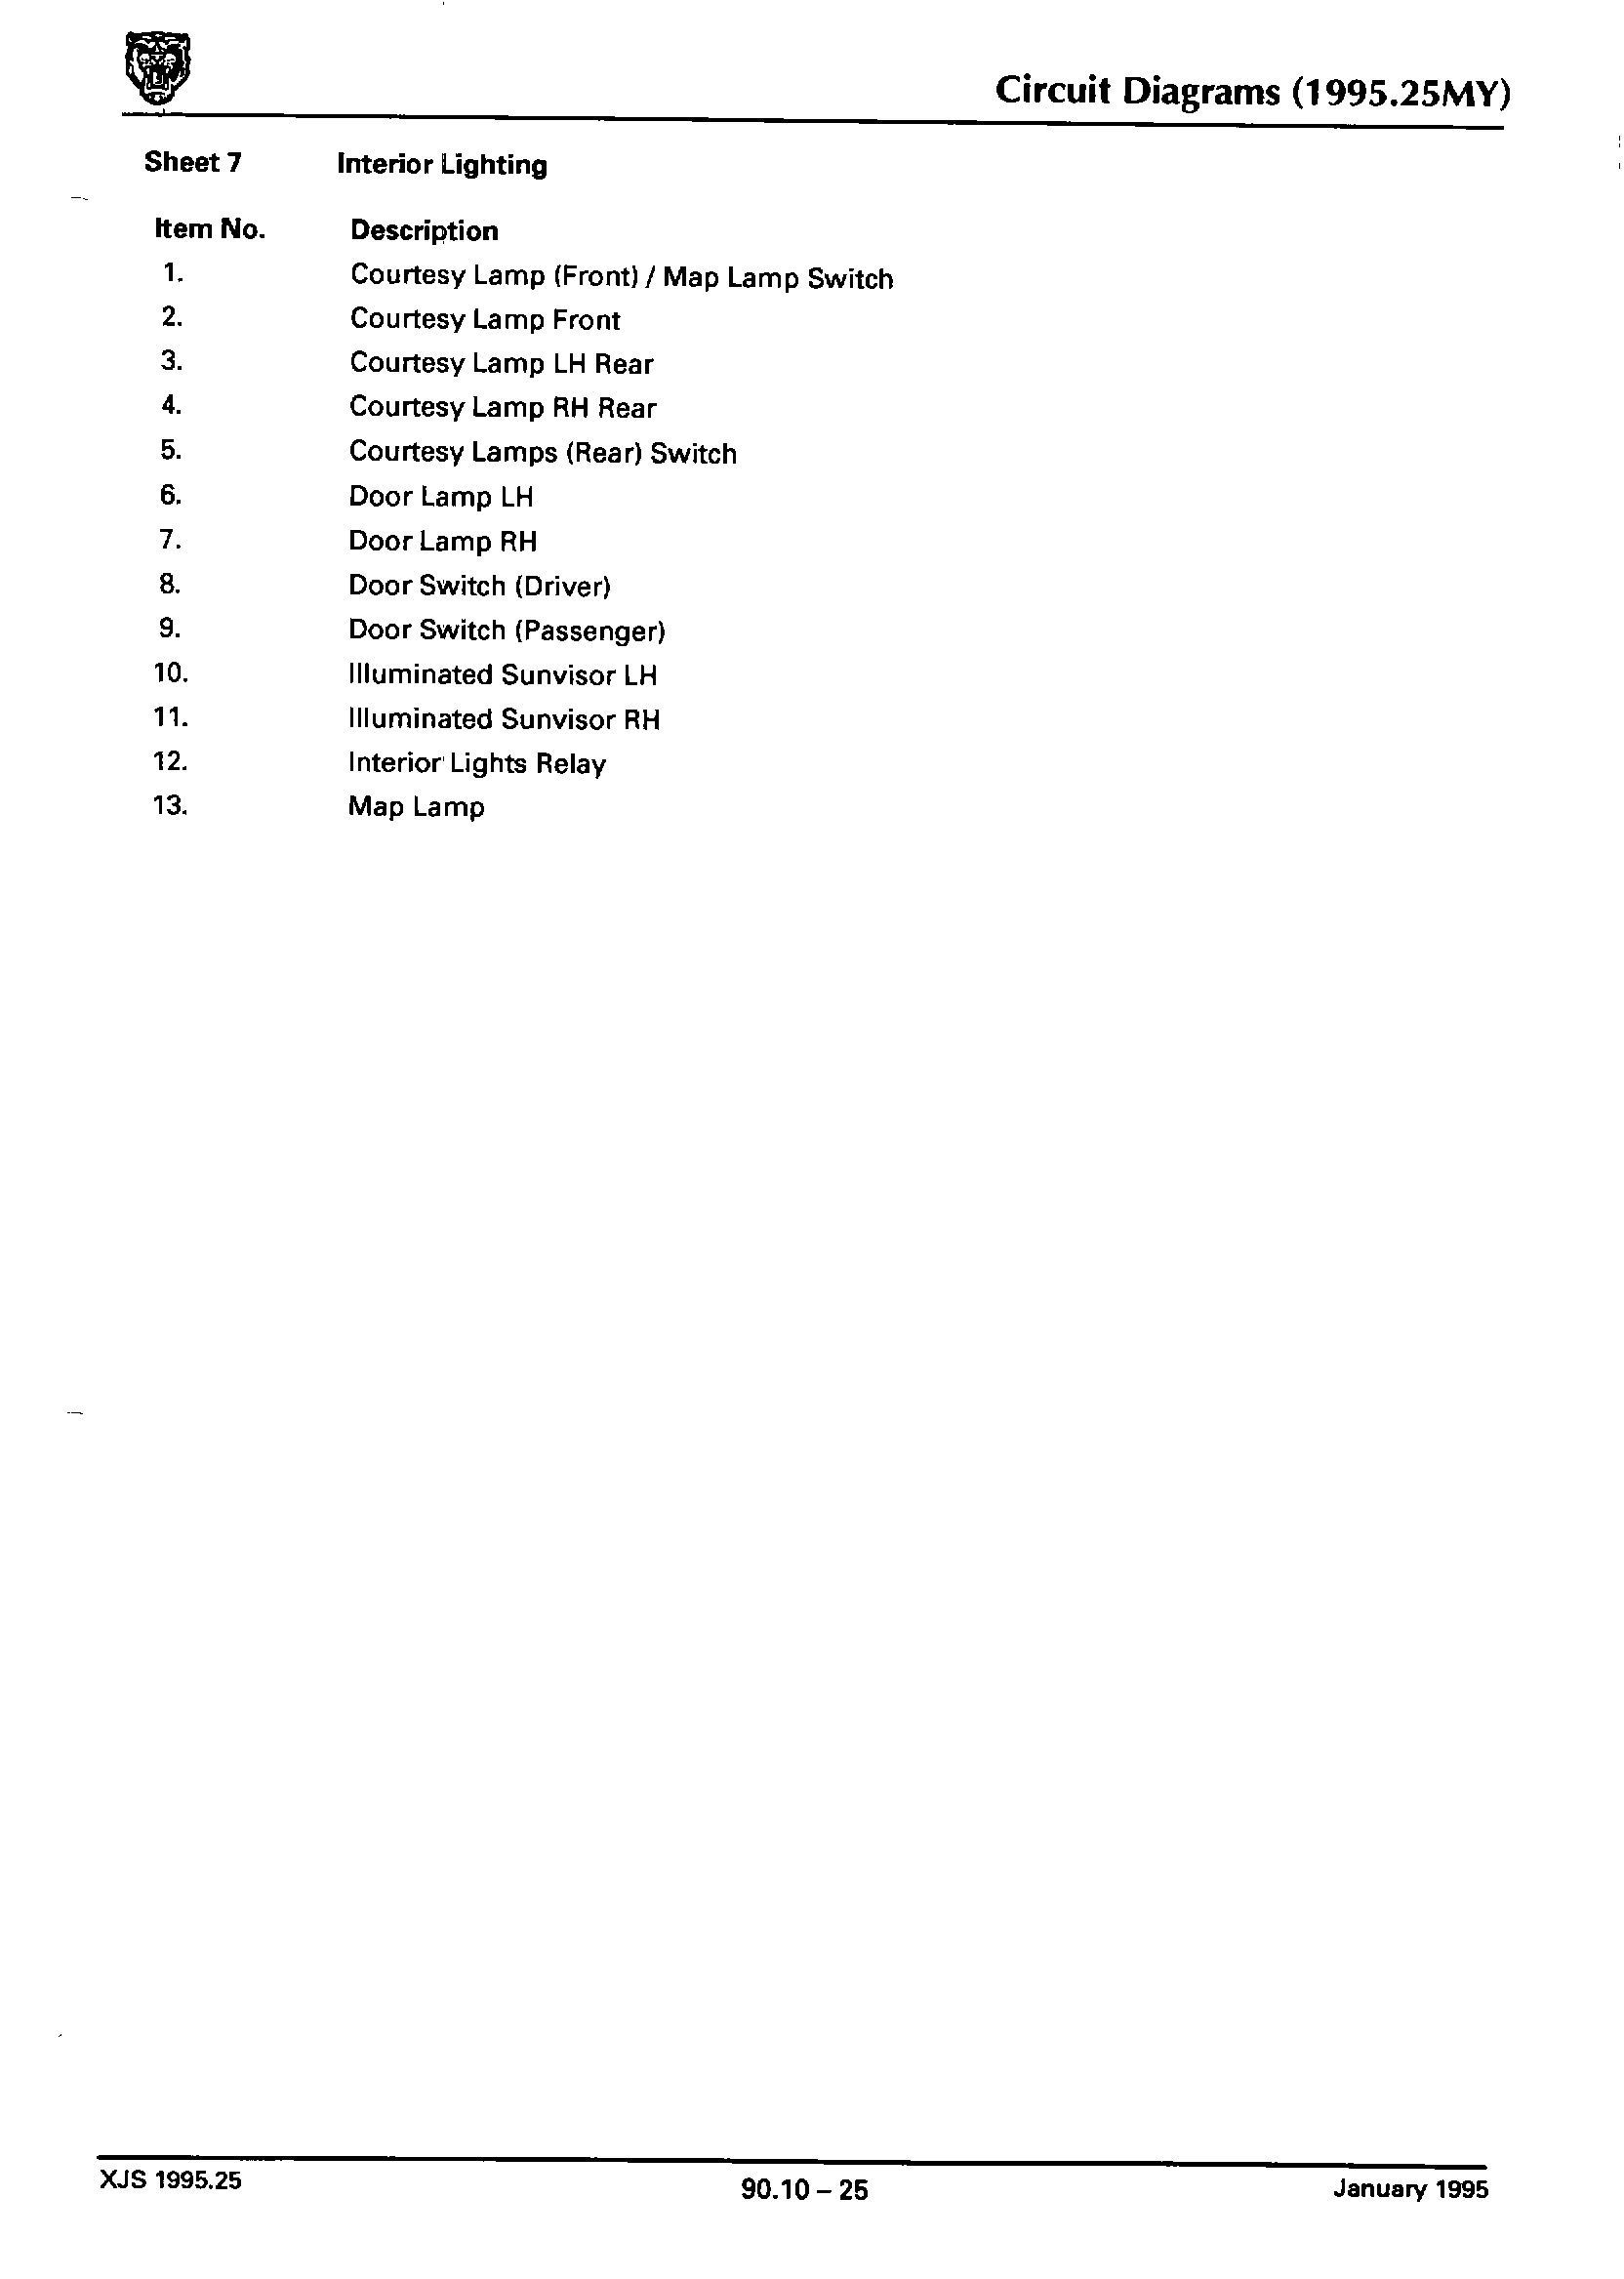 Circuit Diagrams (1995.25MY)
Sheet 7 Interior Lighting
Item No. Description
1. Courtesy Lamp (Front) / Map Lamp Switch
2. Courtesy Lamp Front
3. Courtesy Lamp LH Rear
4. Courtesy Lamp RH Rear
5. Courtesy Lamps (Rear) Switch
6. Door Lamp LH
7. Door Lamp RH
8. Door Switch (Driver)
9. Door Switch (Passenger)
10. Illuminated Sunvisor LH
11. Illuminated Sunvisor RH
12. Interior Lights Relay
13. Map Lamp
XJS 1995.25 90.10 – 25 January 1995